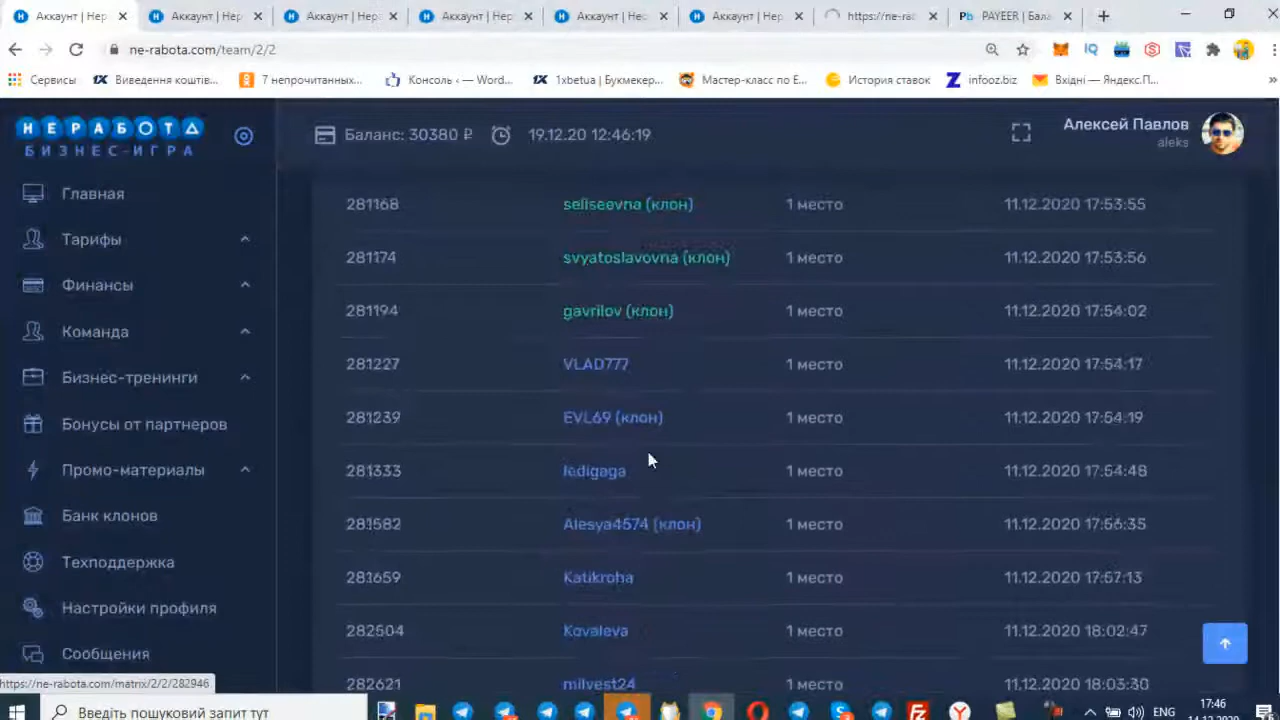 Аккаунт | Нер
Аккаунт | Нер
Аккаунт | Нер
Аккаунт | Нер
Аккаунт | Нер
Аккаунт | Нер
https://ne-rab
PAYEER | Бала
ne-rabota.com/team/2/2
Сервисы
Виведення коштів...
7 непрочитанных...
Консоль — Word...
1xbetua | Букмекер...
Мастер-класс по E...
История ставок
infooz.biz
Вхідні — Яндекс.П...
НЕРАБОТА
БИЗНЕС-ИГРА
Баланс: 30380 ₽
19.12.20 12:46:19
Алексей Павлов
aleks
Главная
Тарифы
Финансы
Команда
Бизнес-тренинги
Бонусы от партнеров
Промо-материалы
Банк клонов
Техподдержка
Настройки профиля
Сообщения
281168 seliseevna (клон) 1 место 11.12.2020 17:53:55
281174 svyatoslavovna (клон) 1 место 11.12.2020 17:53:56
281194 gavrilov (клон) 1 место 11.12.2020 17:54:02
281227 VLAD777 1 место 11.12.2020 17:54:17
281239 EVL69 (клон) 1 место 11.12.2020 17:54:19
281333 ledigaga 1 место 11.12.2020 17:54:48
281582 Alesya4574 (клон) 1 место 11.12.2020 17:56:35
281659 Katikroha 1 место 11.12.2020 17:57:13
282504 Kovaleva 1 место 11.12.2020 18:02:47
282621 milvest24 1 место 11.12.2020 18:03:30
https://ne-rabota.com/matrix/2/2/282946
Введіть пошуковий запит тут
ENG
17:46
14.12.2020